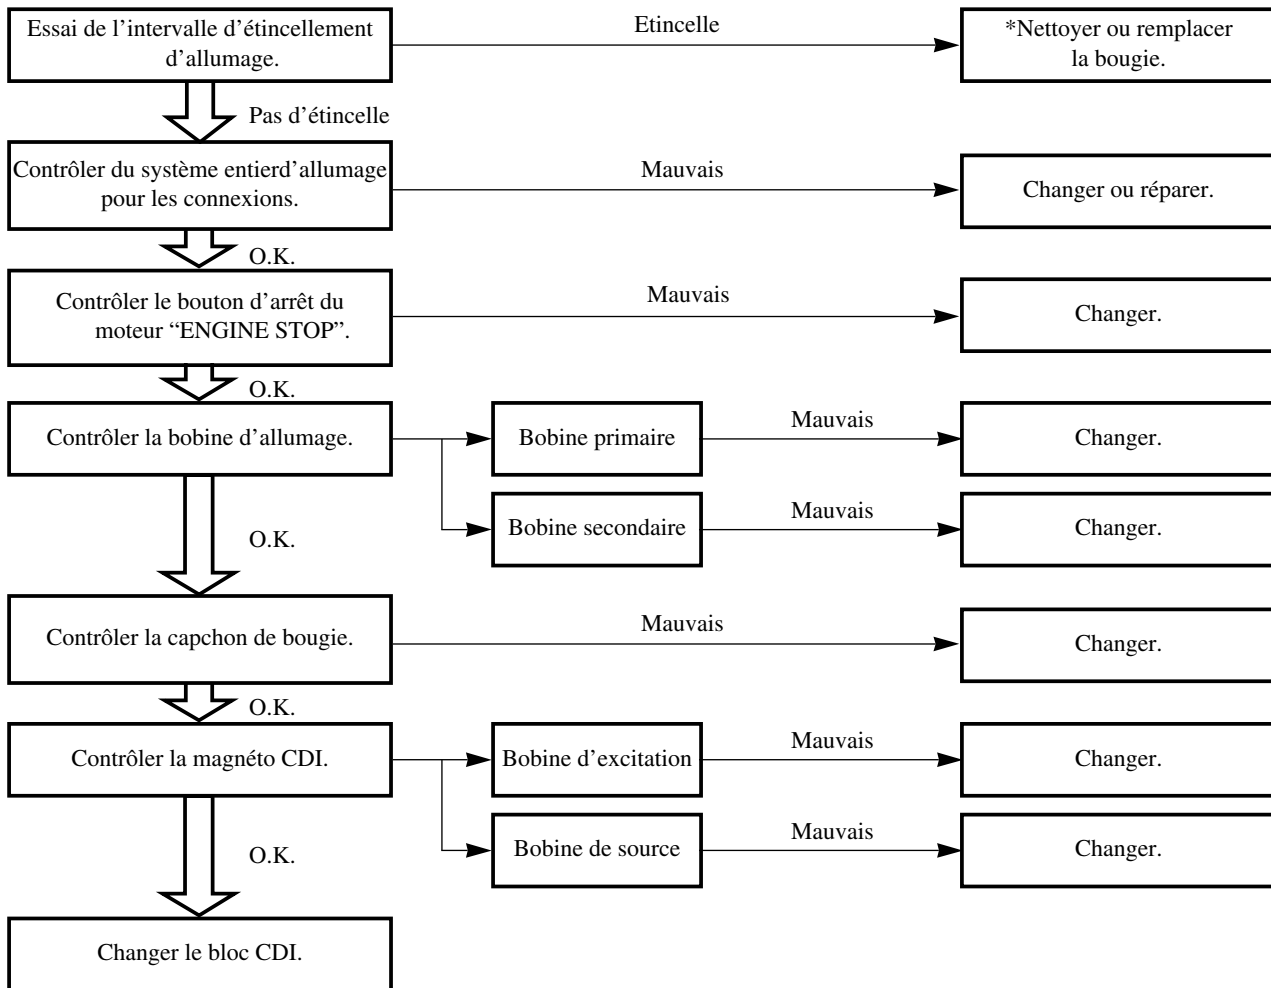 Essai de l’intervalle d’étincellement
d’allumage.
Etincelle
*Nettoyer ou remplacer
la bougie.
Pas d’étincelle
Contrôler du système entierd’allumage
pour les connexions.
Mauvais
Changer ou réparer.
O.K.
Contrôler le bouton d’arrêt du
moteur “ENGINE STOP”.
Mauvais
Changer.
O.K.
Contrôler la bobine d’allumage.
Bobine primaire
Mauvais
Changer.
Bobine secondaire
Mauvais
Changer.
O.K.
Contrôler la capchon de bougie.
Mauvais
Changer.
O.K.
Contrôler la magnéto CDI.
Bobine d’excitation
Mauvais
Changer.
Bobine de source
Mauvais
Changer.
O.K.
Changer le bloc CDI.